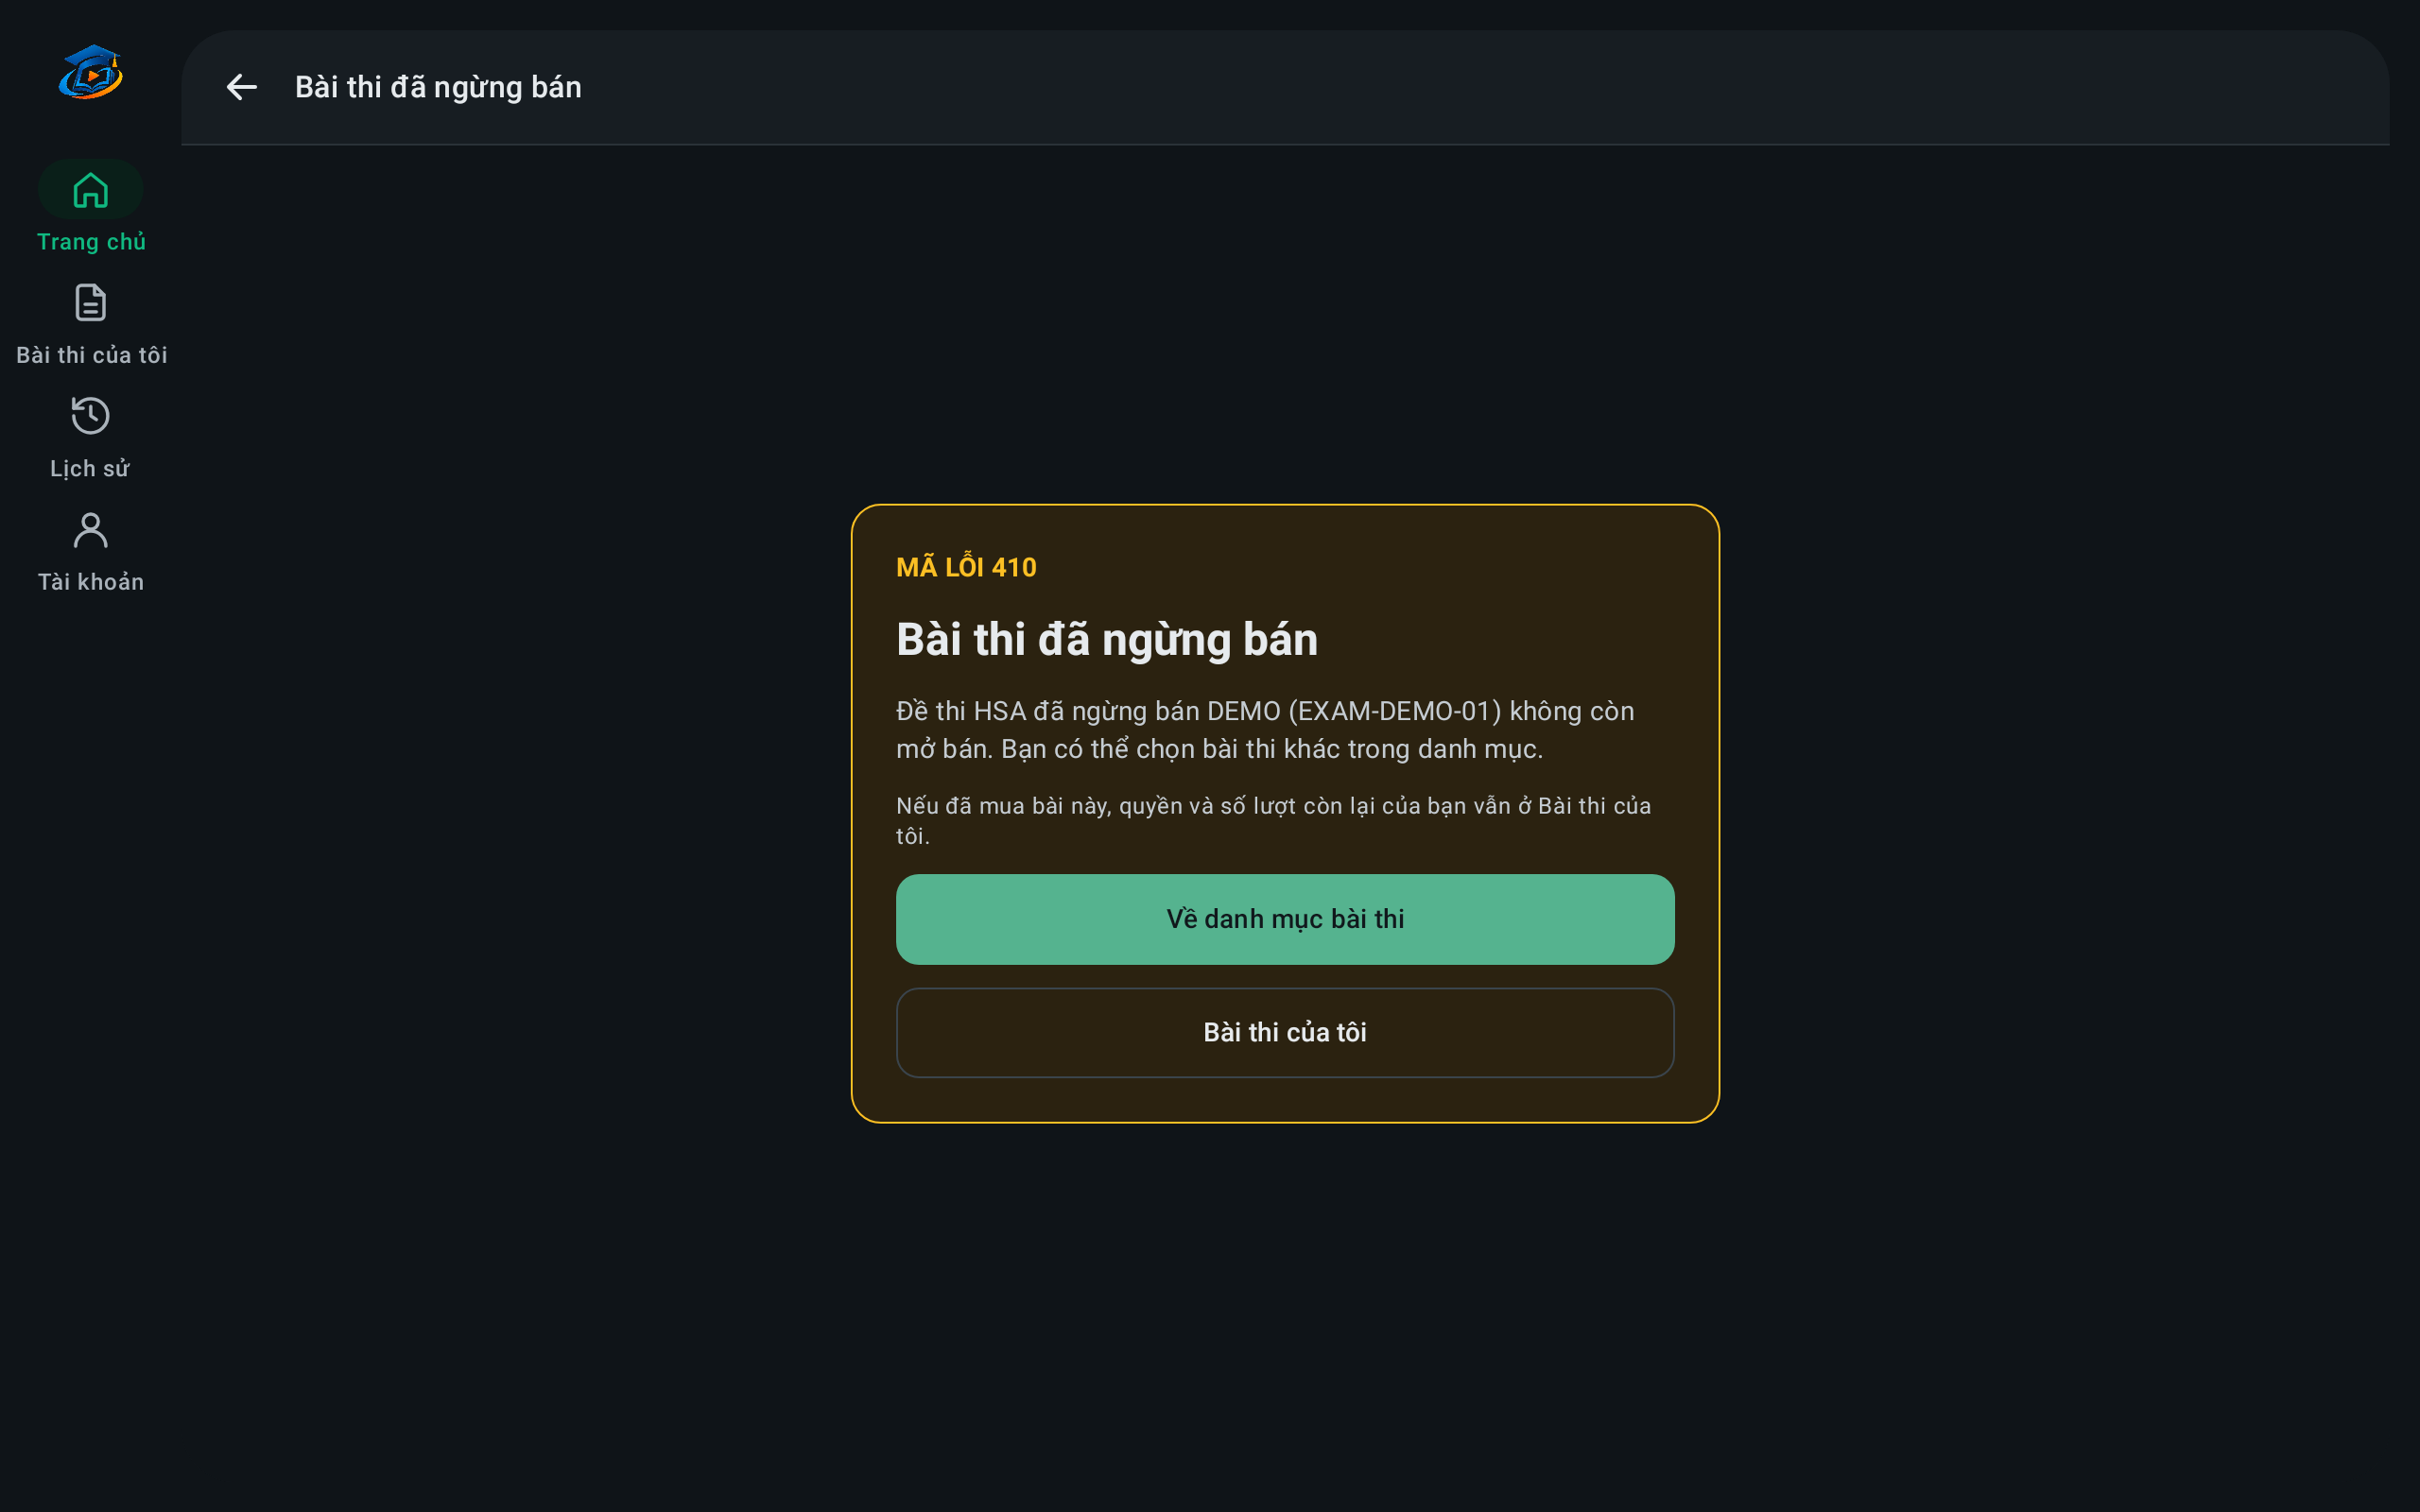 Bài thi đã ngừng bán
Trang chủ
Bài thi của tôi
Lịch sử
Tài khoản
MÃ LỖI 410
Bài thi đã ngừng bán
Đề thi HSA đã ngừng bán DEMO (EXAM-DEMO-01) không còn
mở bán. Bạn có thể chọn bài thi khác trong danh mục.
Nếu đã mua bài này, quyền và số lượt còn lại của bạn vẫn ở Bài thi của
tôi.
Về danh mục bài thi
Bài thi của tôi